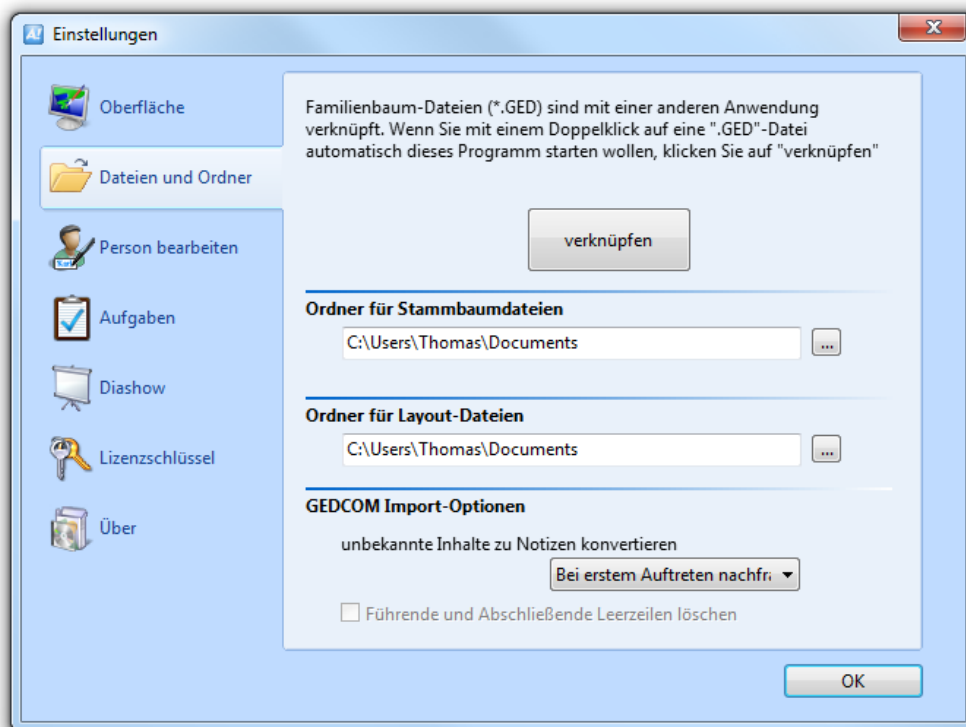 Einstellungen
Oberfläche
Dateien und Ordner
Person bearbeiten
Aufgaben
Diashow
Lizenzschlüssel
Über
Familienbaum-Dateien (*.GED) sind mit einer anderen Anwendung
verknüpft. Wenn Sie mit einem Doppelklick auf eine ".GED"-Datei
automatisch dieses Programm starten wollen, klicken Sie auf "verknüpfen"
verknüpfen
Ordner für Stammbaumdateien
C:\Users\Thomas\Documents
...
Ordner für Layout-Dateien
C:\Users\Thomas\Documents
...
GEDCOM Import-Optionen
unbekannte Inhalte zu Notizen konvertieren
Bei erstem Auftreten nachfra
Führende und Abschließende Leerzeilen löschen
OK